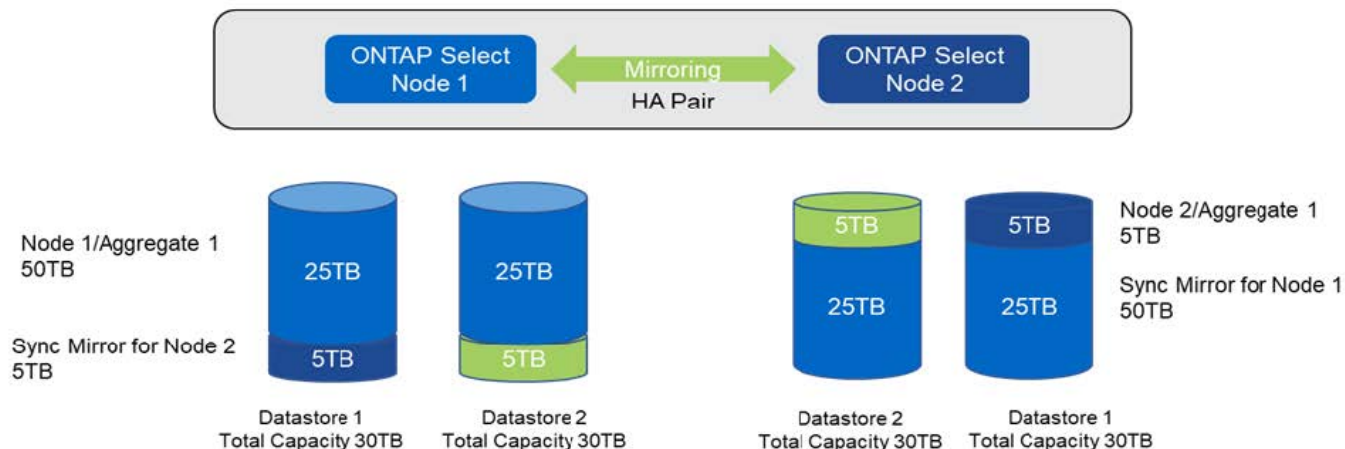 ONTAP Select
Node 1
Mirroring
HA Pair
ONTAP Select
Node 2
Node 1/Aggregate 1
50TB
25TB
25TB
Sync Mirror for Node 2
5TB
5TB
5TB
Datastore 1
Total Capacity 30TB
Datastore 2
Total Capacity 30TB
5TB
5TB
25TB
25TB
Node 2/Aggregate 1
5TB
Sync Mirror for Node 1
50TB
Datastore 2
Total Capacity 30TB
Datastore 1
Total Capacity 30TB